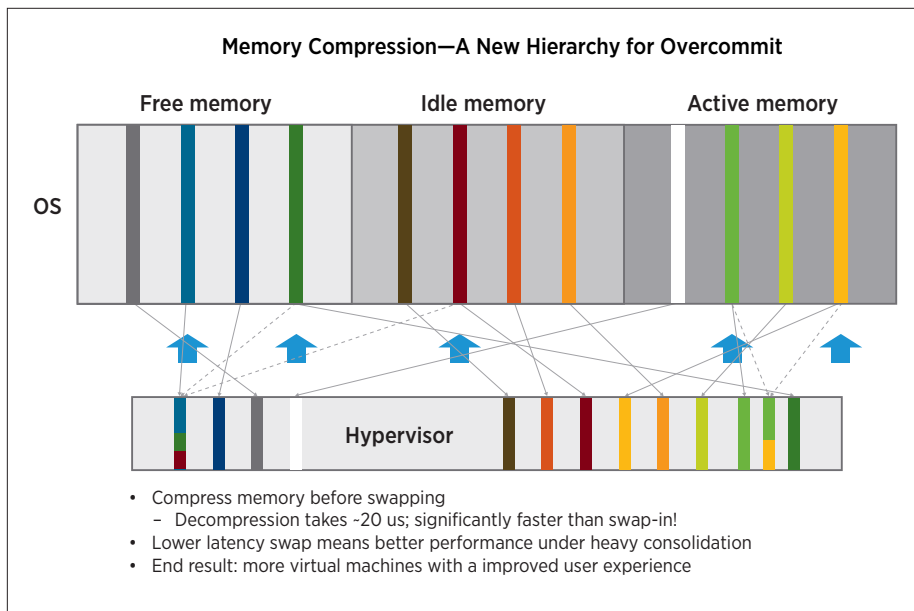 Memory Compression—A New Hierarchy for Overcommit
Free memory
Idle memory
Active memory
OS
Hypervisor
• Compress memory before swapping
– Decompression takes ~20 us; significantly faster than swap-in!
• Lower latency swap means better performance under heavy consolidation
• End result: more virtual machines with a improved user experience